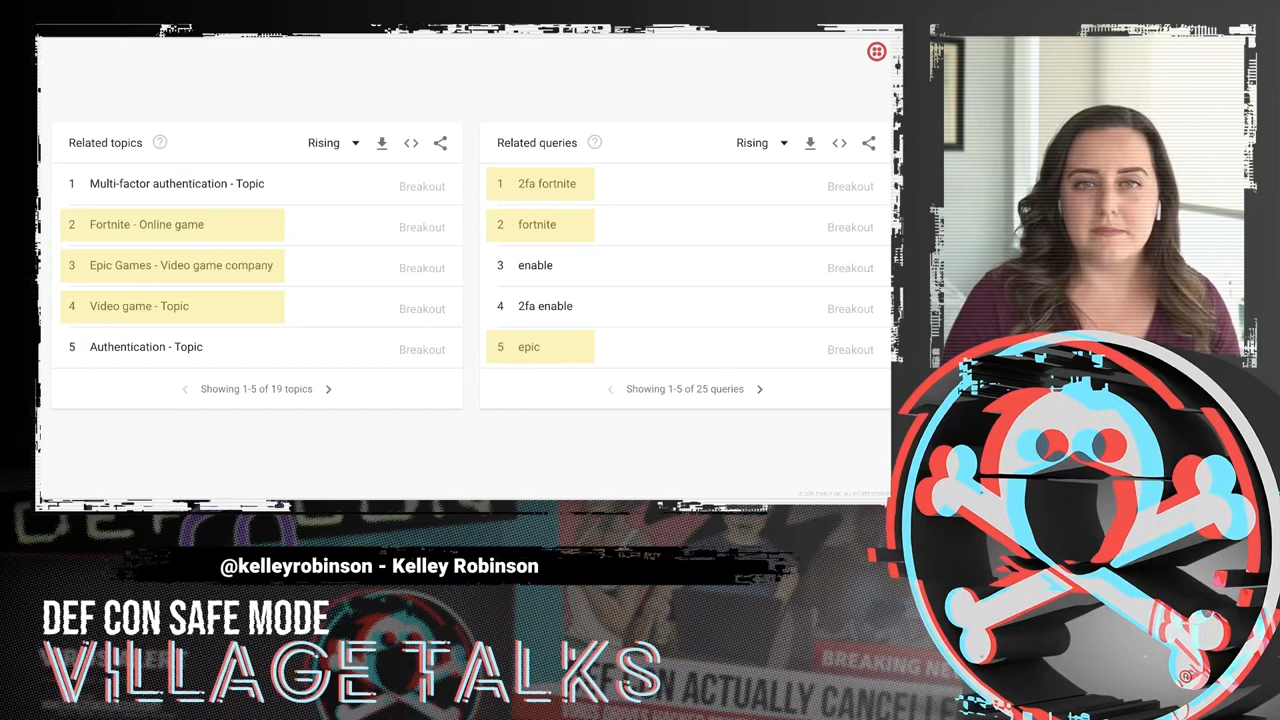 Related topics
Rising
1 Multi-factor authentication - Topic Breakout
2 Fortnite - Online game Breakout
3 Epic Games - Video game company Breakout
4 Video game - Topic Breakout
5 Authentication - Topic Breakout
Showing 1-5 of 19 topics
Related queries
Rising
1 2fa fortnite Breakout
2 fortnite Breakout
3 enable Breakout
4 2fa enable Breakout
5 epic Breakout
Showing 1-5 of 25 queries
DEF CON
@kelleyrobinson - Kelley Robinson
DEF CON SAFE MODE
VILLAGE TALKS
BREAKING
CON ACTUALLY